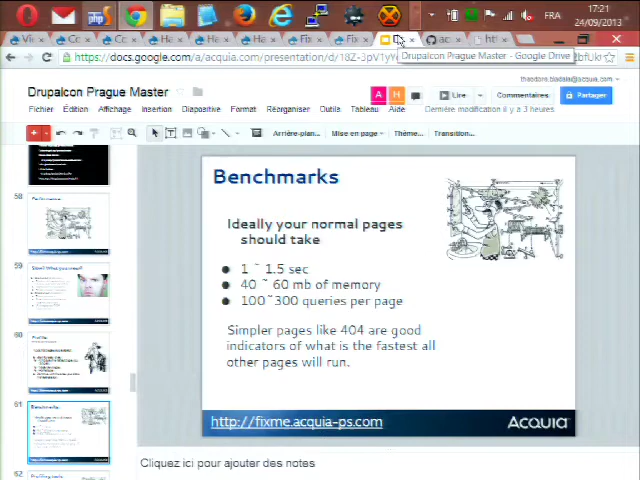 17:21
FRA
24/09/2013
https://docs.google.com/a/acquia.com/presentation/d/18Z-3pV1y
Drupalcon Prague Master - Google Drive
Drupalcon Prague Master
Fichier Édition Affichage Insertion Diapositive Format Réorganiser Outils Tableau Aide
A H
Lire
Commentaires
Partager
Dernière modification il y a 3 heures
Arrière-plan...
Mise en page
Thème...
Transition...
58
59
60
Profile
61
Benchmarks
62
Benchmarks
Ideally your normal pages
should take
● 1 ~ 1.5 sec
● 40 ~ 60 mb of memory
● 100~300 queries per page
Simpler pages like 404 are good
indicators of what is the fastest all
other pages will run.
http://fixme.acquia-ps.com
ACQUIA
Cliquez ici pour ajouter des notes